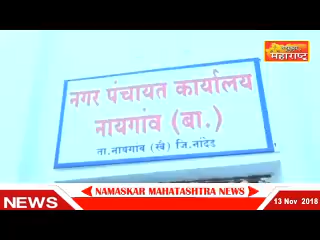 महाराष्ट्र
नगर पंचायत कार्यालय
नायगांव (बा.)
ता.नायगाव (खै) जि.नांदेड
NAMASKAR MAHATASHTRA NEWS
NEWS
13 Nov 2018